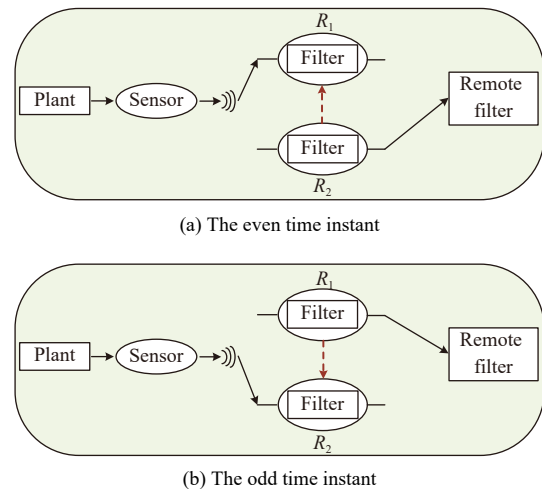 R1
Filter
Plant
Sensor
Remote
filter
Filter
R2
(a) The even time instant
R1
Filter
Plant
Sensor
Remote
filter
Filter
R2
(b) The odd time instant